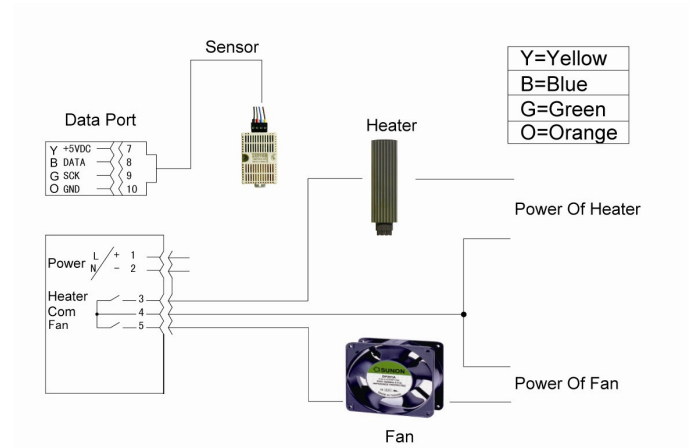 Sensor
Y=Yellow
B=Blue
G=Green
O=Orange
Data Port
Y +5VDC 7
B DATA 8
G SCK 9
O GND 10
Heater
Power Of Heater
Power L/N + 1
- 2
Heater 3
Com 4
Fan 5
SUNON
Power Of Fan
Fan